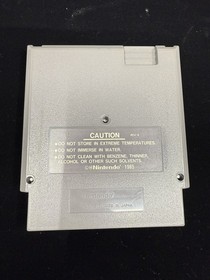 CAUTION
●DO NOT STORE IN EXTREME TEMPERATURES.
●DO NOT IMMERSE IN WATER.
●DO NOT CLEAN WITH BENZENE, THINNER,
ALCOHOL OR OTHER SUCH SOLVENTS.
©Nintendo 1985